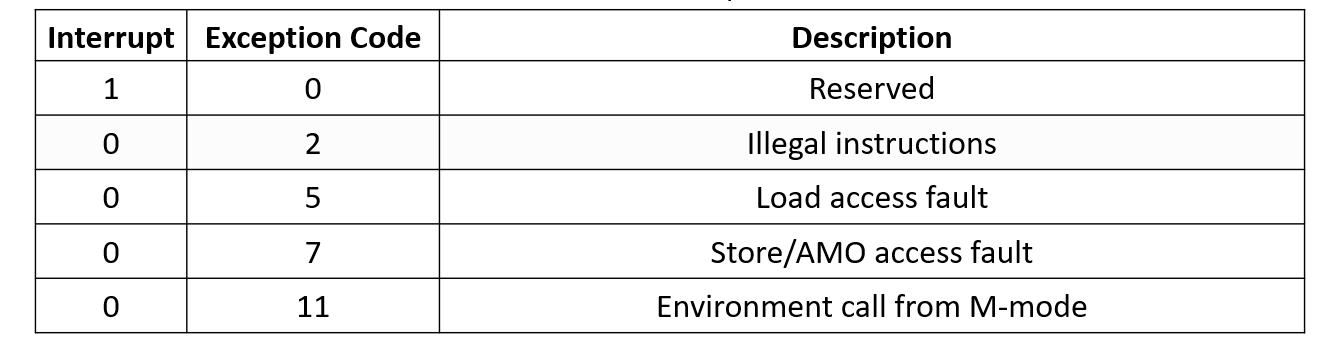 Interrupt Exception Code Description
1 0 Reserved
0 2 Illegal instructions
0 5 Load access fault
0 7 Store/AMO access fault
0 11 Environment call from M-mode